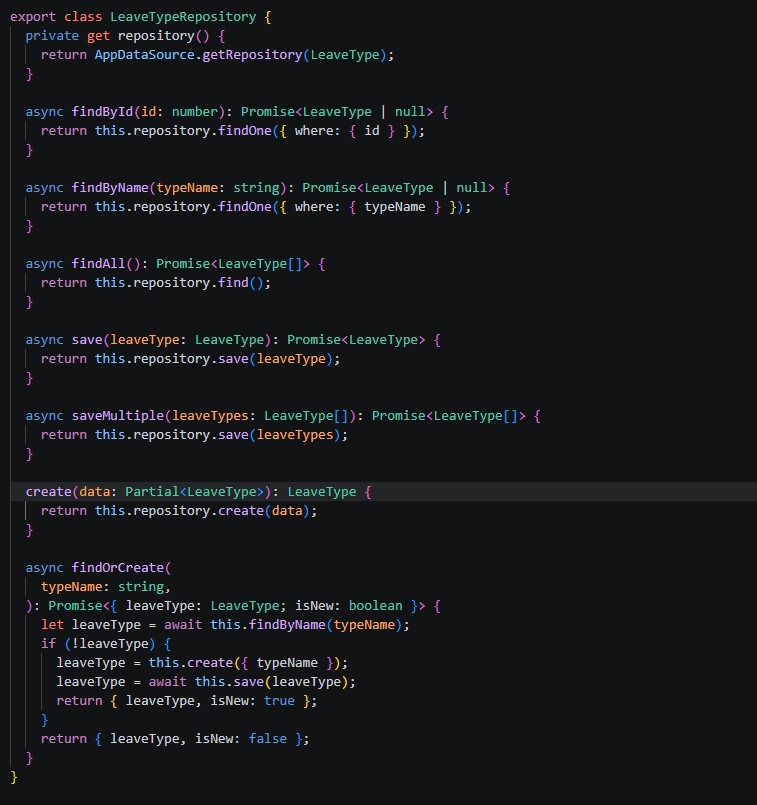 export class LeaveTypeRepository {
  private get repository() {
    return AppDataSource.getRepository(LeaveType);
  }

  async findById(id: number): Promise<LeaveType | null> {
    return this.repository.findOne({ where: { id } });
  }

  async findByName(typeName: string): Promise<LeaveType | null> {
    return this.repository.findOne({ where: { typeName } });
  }

  async findAll(): Promise<LeaveType[]> {
    return this.repository.find();
  }

  async save(leaveType: LeaveType): Promise<LeaveType> {
    return this.repository.save(leaveType);
  }

  async saveMultiple(leaveTypes: LeaveType[]): Promise<LeaveType[]> {
    return this.repository.save(leaveTypes);
  }

  create(data: Partial<LeaveType>): LeaveType {
    return this.repository.create(data);
  }

  async findOrCreate(
    typeName: string,
  ): Promise<{ leaveType: LeaveType; isNew: boolean }> {
    let leaveType = await this.findByName(typeName);
    if (!leaveType) {
      leaveType = this.create({ typeName });
      leaveType = await this.save(leaveType);
      return { leaveType, isNew: true };
    }
    return { leaveType, isNew: false };
  }
}